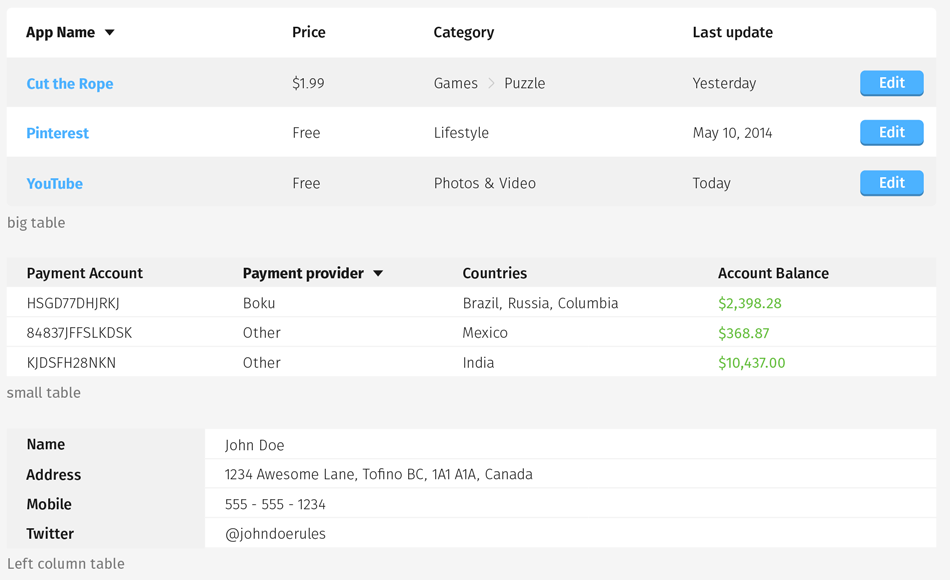 App Name Price Category Last update
Cut the Rope $1.99 Games > Puzzle Yesterday Edit
Pinterest Free Lifestyle May 10, 2014 Edit
YouTube Free Photos & Video Today Edit
big table
Payment Account Payment provider Countries Account Balance
HSGD77DHJRKJ Boku Brazil, Russia, Columbia $2,398.28
84837JFFSLKDSK Other Mexico $368.87
KJDSFH28NKN Other India $10,437.00
small table
Name John Doe
Address 1234 Awesome Lane, Tofino BC, 1A1 A1A, Canada
Mobile 555 - 555 - 1234
Twitter @johndoerules
Left column table